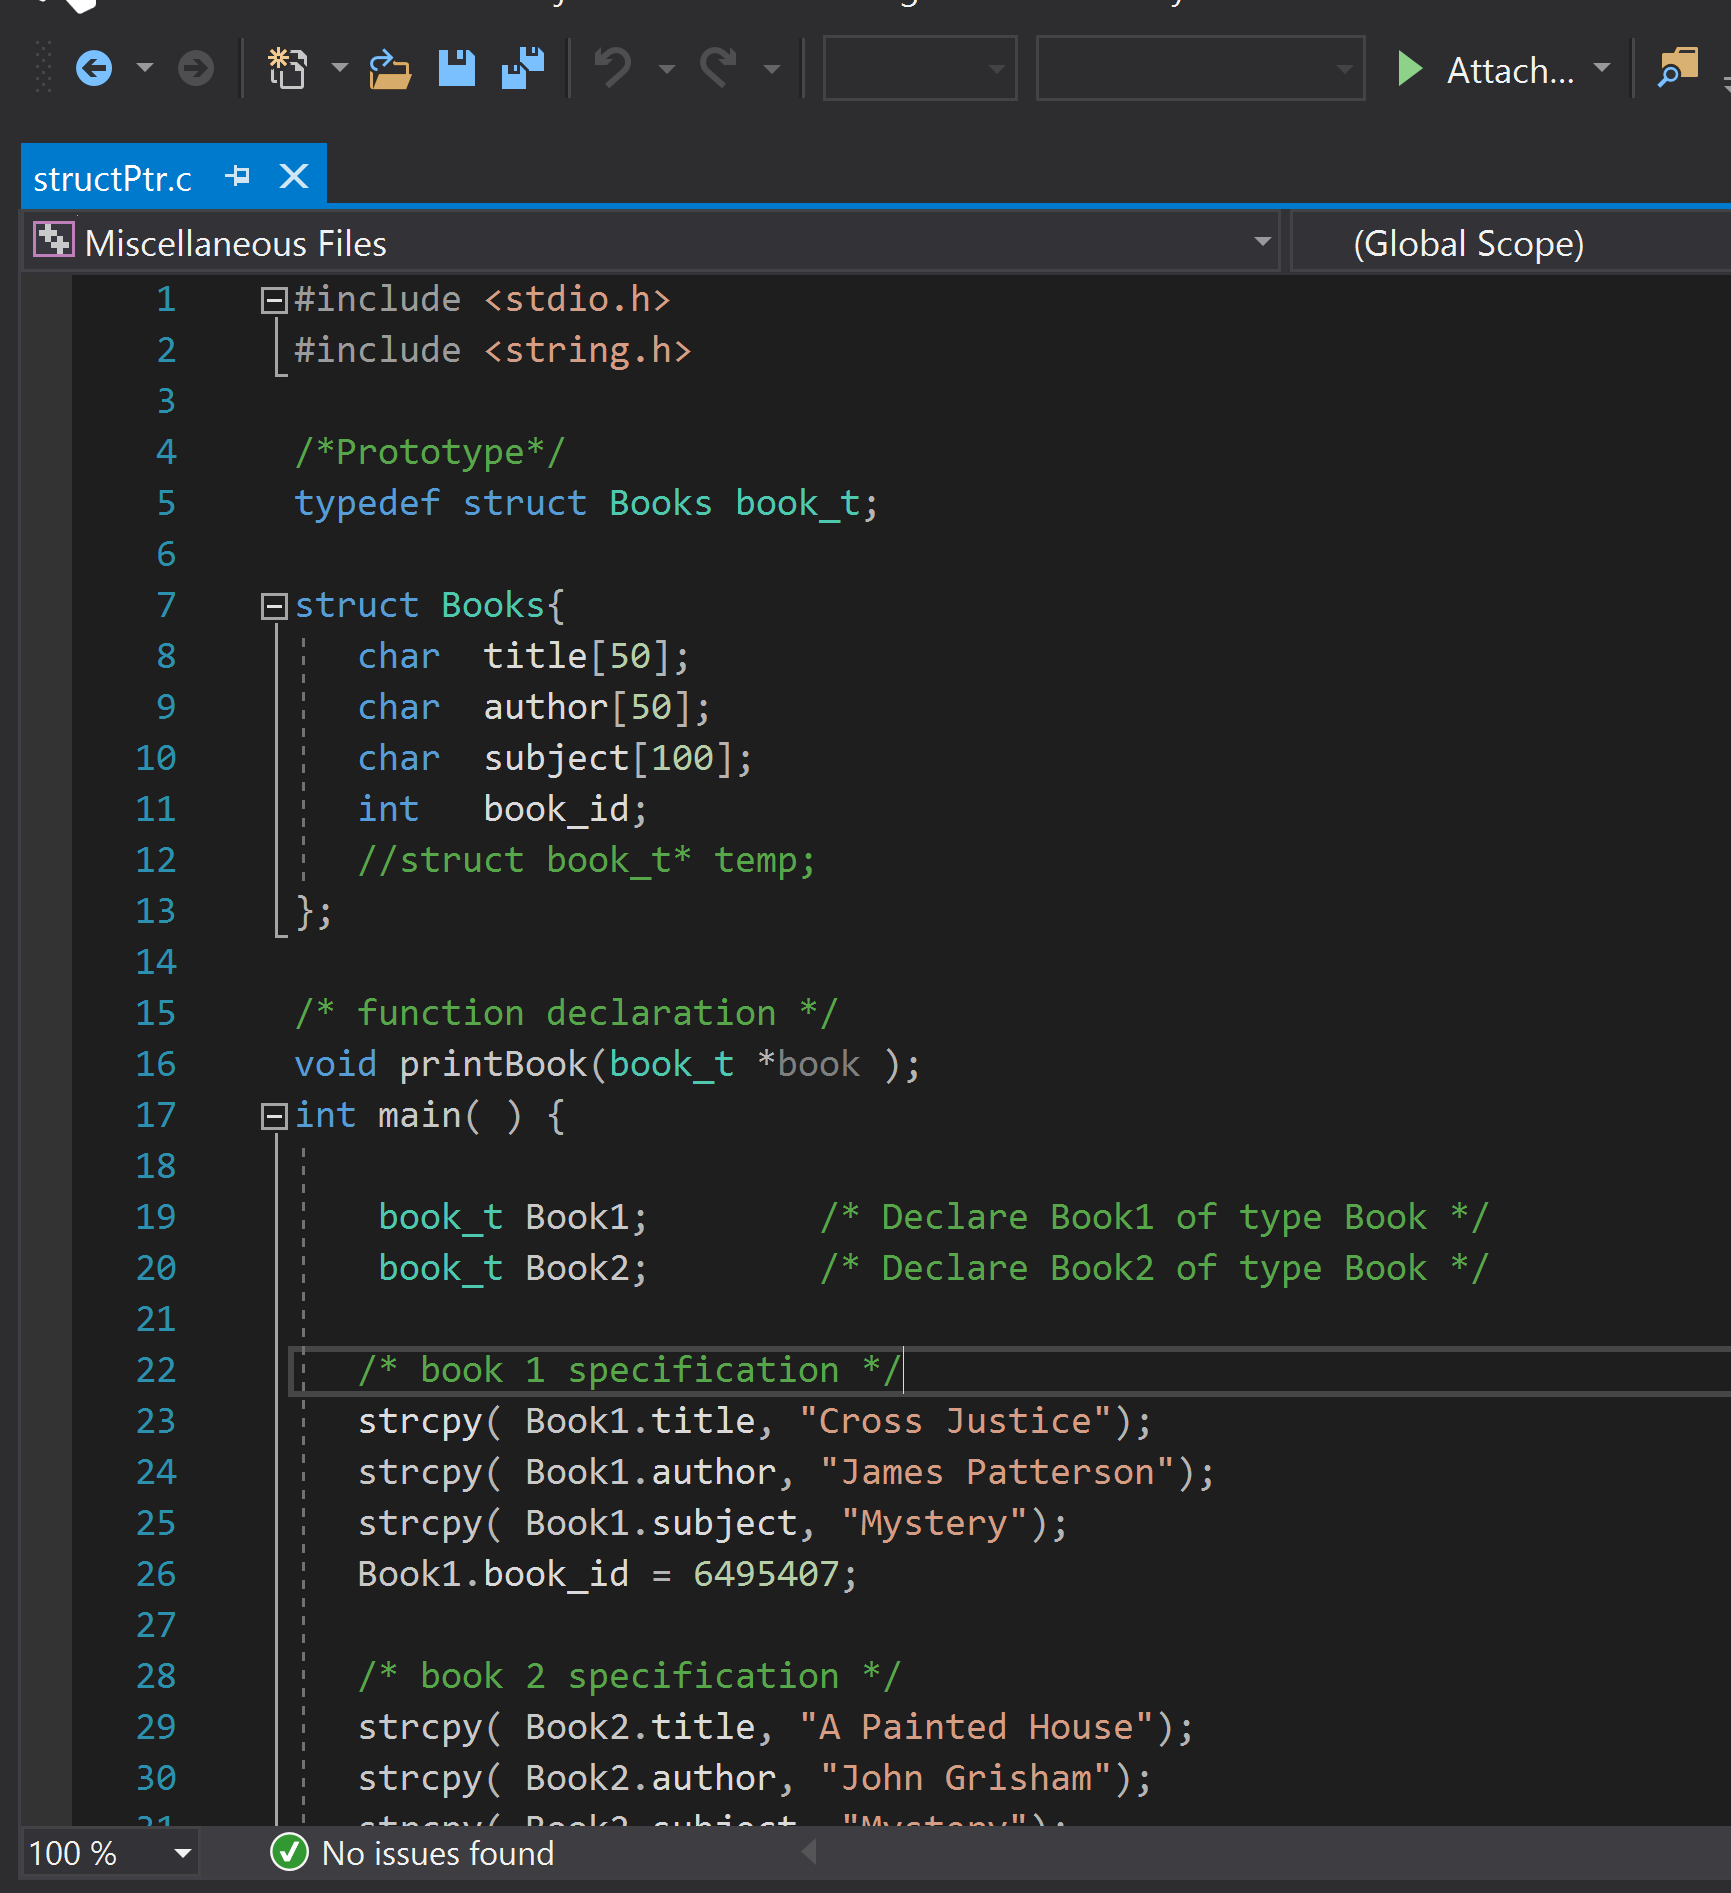 Attach...
structPtr.c
Miscellaneous Files (Global Scope)
1 #include <stdio.h>
2 #include <string.h>
3
4 /*Prototype*/
5 typedef struct Books book_t;
6
7 struct Books{
8 char  title[50];
9 char  author[50];
10 char  subject[100];
11 int   book_id;
12 //struct book_t* temp;
13 };
14
15 /* function declaration */
16 void printBook(book_t *book );
17 int main( ) {
18
19 book_t Book1;        /* Declare Book1 of type Book */
20 book_t Book2;        /* Declare Book2 of type Book */
21
22 /* book 1 specification */
23 strcpy( Book1.title, "Cross Justice");
24 strcpy( Book1.author, "James Patterson");
25 strcpy( Book1.subject, "Mystery");
26 Book1.book_id = 6495407;
27
28 /* book 2 specification */
29 strcpy( Book2.title, "A Painted House");
30 strcpy( Book2.author, "John Grisham");
31 strcpy( Book2.subject, "Mystery");
100 % No issues found